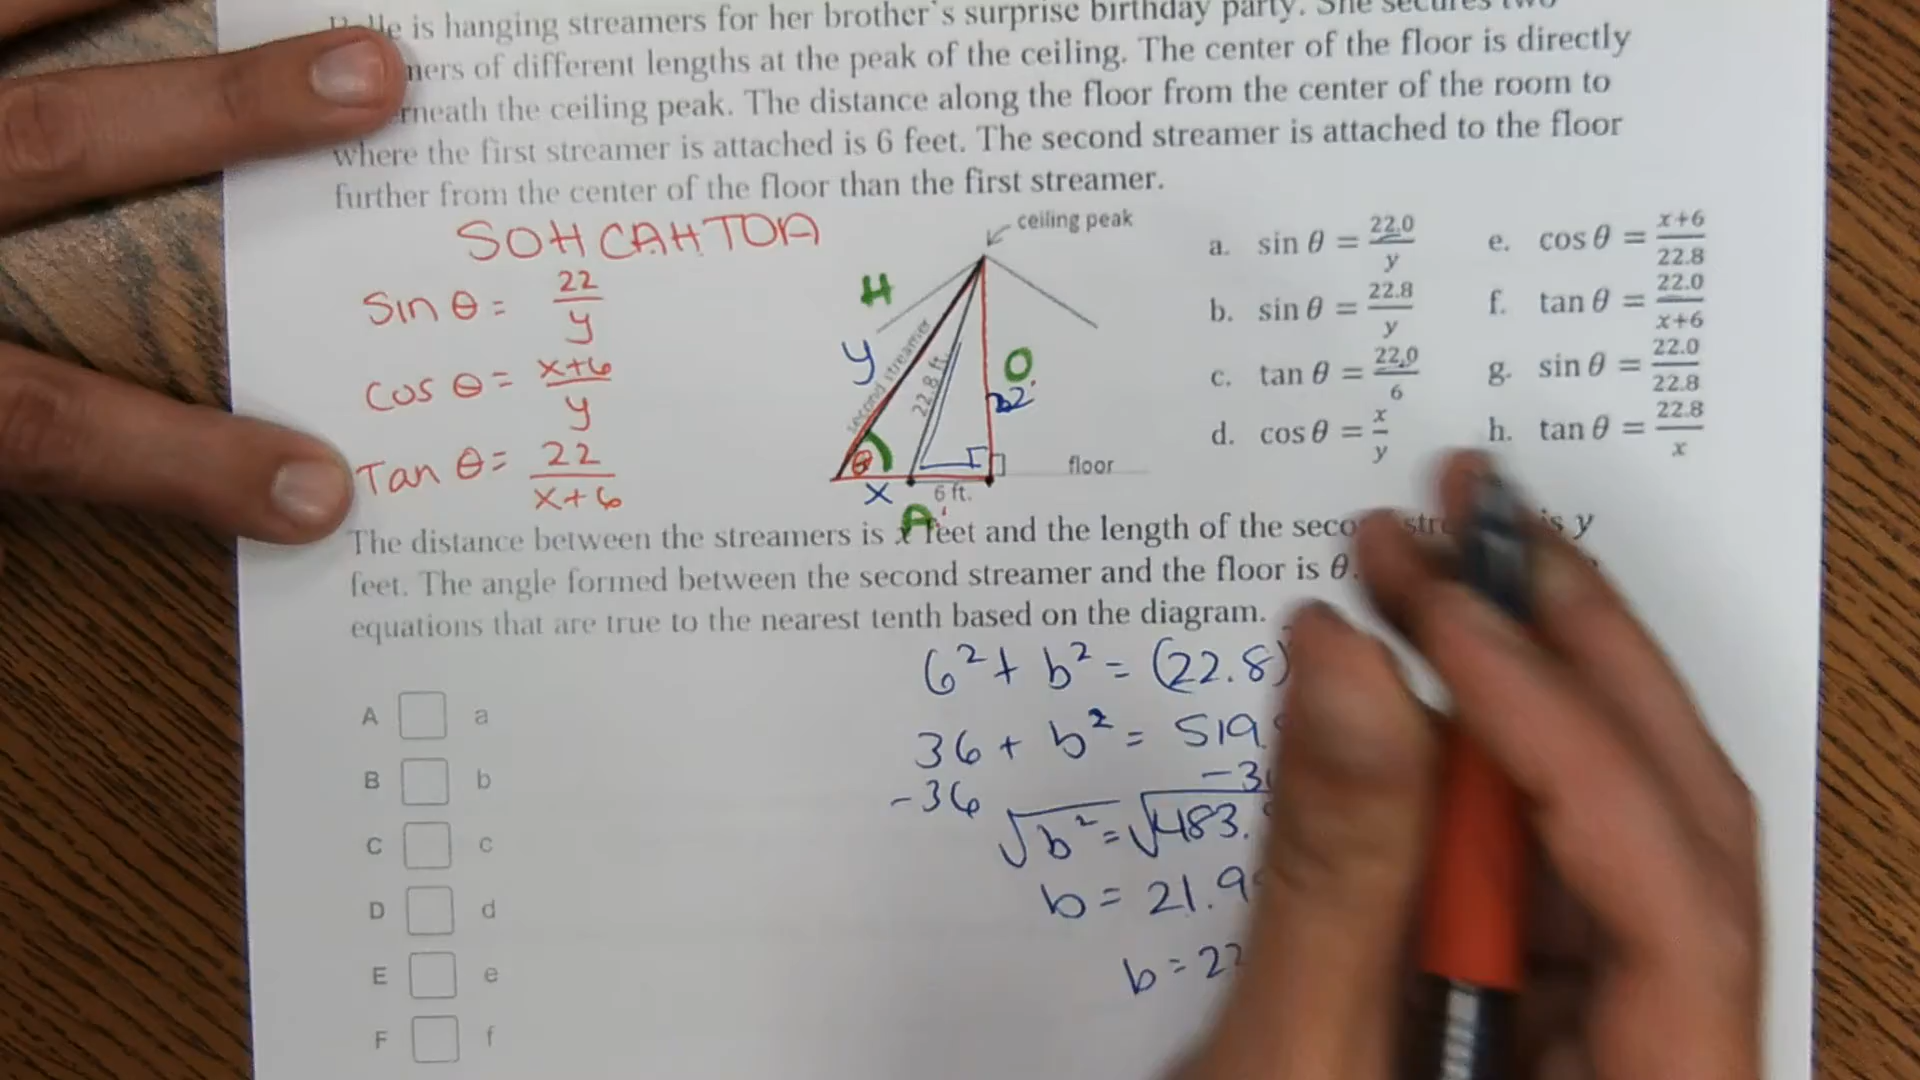 is hanging streamers for her brother's surprise birthday party. She secures two
of different lengths at the peak of the ceiling. The center of the floor is directly
the ceiling peak. The distance along the floor from the center of the room to
where the first streamer is attached is 6 feet. The second streamer is attached to the floor
further from the center of the floor than the first streamer.
SOH CAH TOA
Sin θ = 22/y
Cos θ = x+6/y
Tan θ = 22/x+6
ceiling peak
H
y
second streamer
22.8 ft.
O
22
θ
x
6 ft.
A
floor
a. sin θ = 22.0/y
b. sin θ = 22.8/y
c. tan θ = 22.0/6
d. cos θ = x/y
e. cos θ = x+6/22.8
f. tan θ = 22.0/x+6
g. sin θ = 22.0/22.8
h. tan θ = 22.8/x
The distance between the streamers is x feet and the length of the is y
feet. The angle formed between the second streamer and the floor is θ.
equations that are true to the nearest tenth based on the diagram.
6² + b² = (22.8)
36 + b² = 519.
-36
√b² = √483.
b = 21.9
b = 22
A a
B b
C c
D d
E e
F f